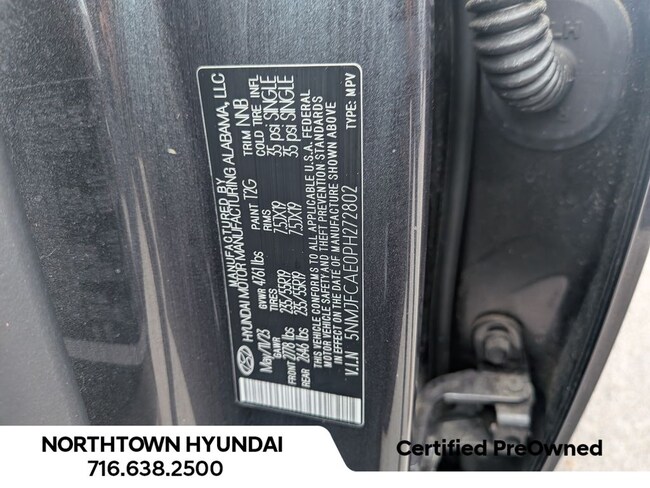 MANUFACTURED BY
HYUNDAI MOTOR MANUFACTURING ALABAMA, LLC
May/11/23 GVWR 4761 lbs PAINT T2G TRIM NNB
GAWR TIRES RIMS COLD TIRE INFL
FRONT 2778 lbs 235/55R19 7.5JX19 35 psi SINGLE
REAR 2646 lbs 235/55R19 7.5JX19 35 psi SINGLE
THIS VEHICLE CONFORMS TO ALL APPLICABLE U.S.A. FEDERAL
MOTOR VEHICLE SAFETY AND THEFT PREVENTION STANDARDS
IN EFFECT ON THE DATE OF MANUFACTURE SHOWN ABOVE
V.I.N 5NMJFCAE0PH272802 TYPE: MPV
NORTHTOWN HYUNDAI
716.638.2500
Certified PreOwned